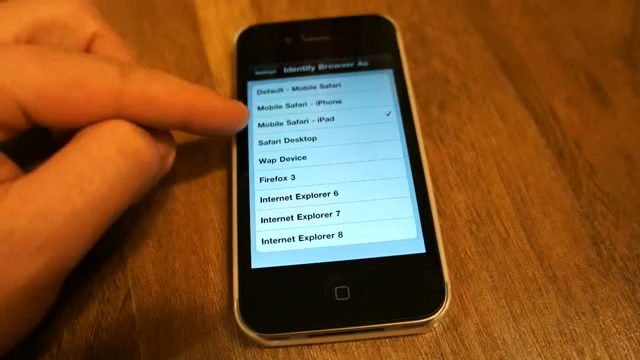 Settings
Identify Browser As
Default - Mobile Safari
Mobile Safari - iPhone
Mobile Safari - iPad
Safari Desktop
Wap Device
Firefox 3
Internet Explorer 6
Internet Explorer 7
Internet Explorer 8